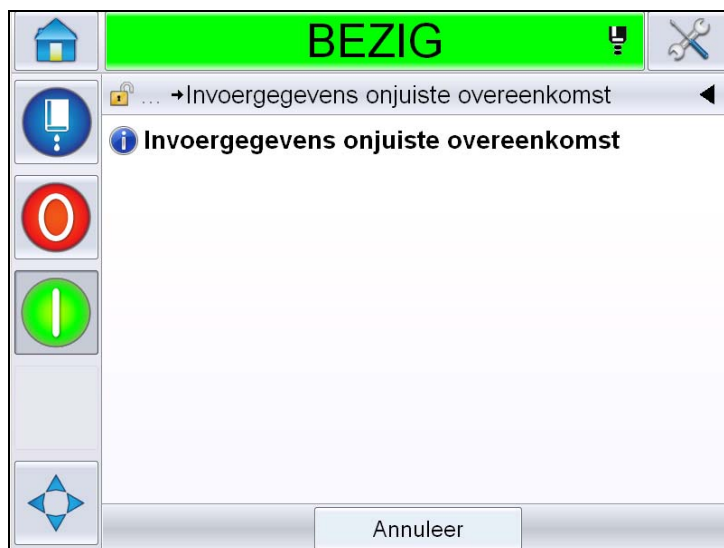 BEZIG
... →Invoergegevens onjuiste overeenkomst
Invoergegevens onjuiste overeenkomst
Annuleer